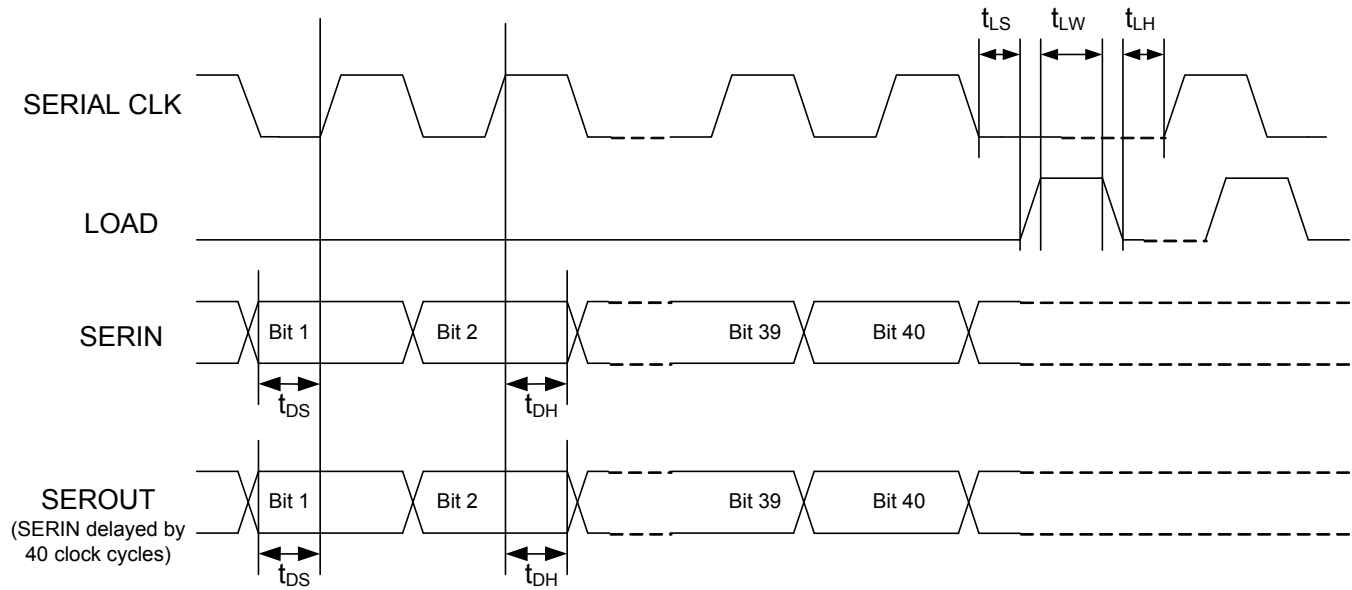 tLS tLW tLH
SERIAL CLK
LOAD
SERIN
Bit 1 Bit 2 Bit 39 Bit 40
tDS tDH
SEROUT
(SERIN delayed by
40 clock cycles)
Bit 1 Bit 2 Bit 39 Bit 40
tDS tDH